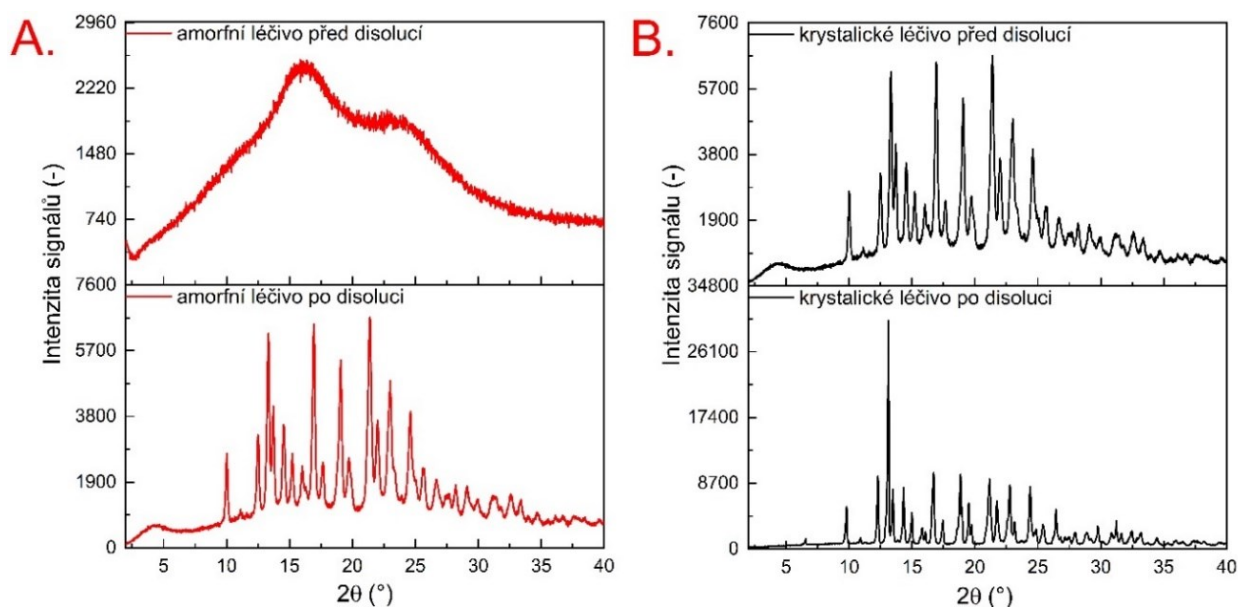 A.
amorfní léčivo před disolucí
2960
2220
1480
740
7600
amorfní léčivo po disoluci
5700
3800
1900
0
Intenzita signálů (-)
5 10 15 20 25 30 35 40
2θ (°)
B.
krystalické léčivo před disolucí
7600
5700
3800
1900
34800
krystalické léčivo po disoluci
26100
17400
8700
0
Intenzita signálu (-)
5 10 15 20 25 30 35 40
2θ (°)